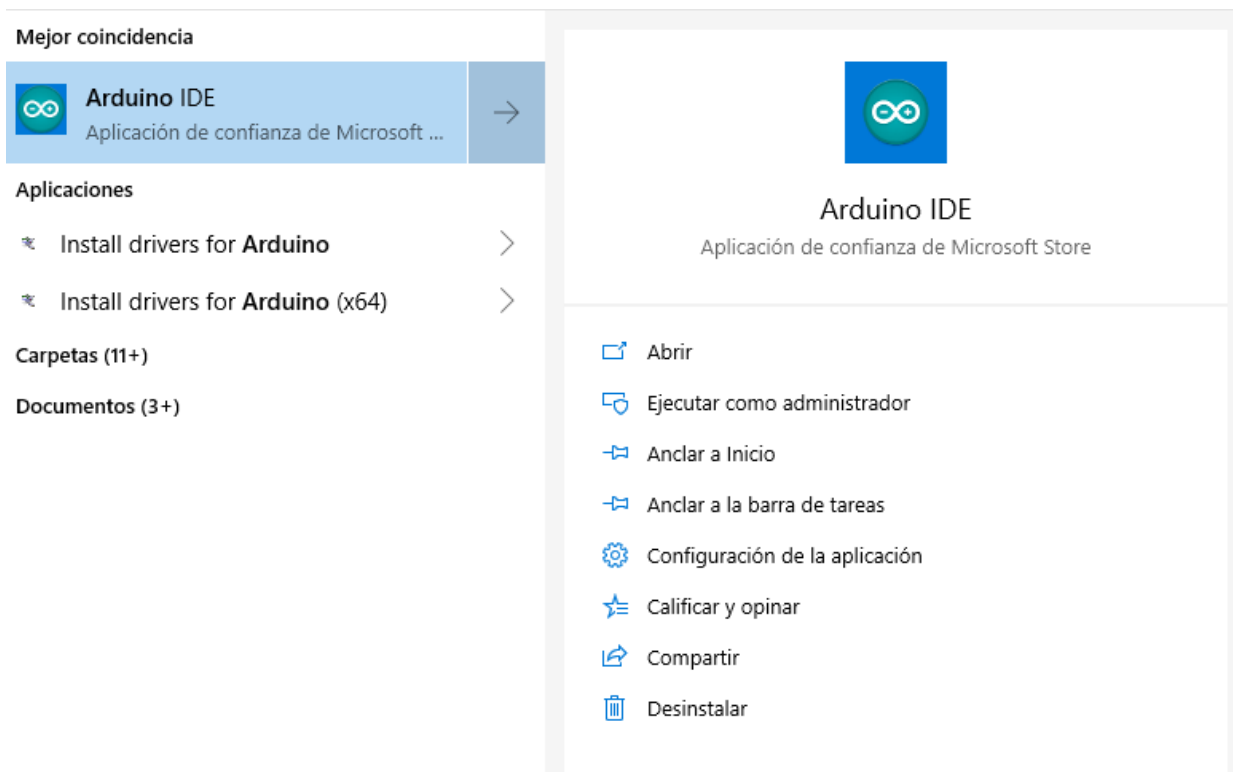 Mejor coincidencia
Arduino IDE
Aplicación de confianza de Microsoft ...
Aplicaciones
Install drivers for Arduino
Install drivers for Arduino (x64)
Carpetas (11+)
Documentos (3+)
Arduino IDE
Aplicación de confianza de Microsoft Store
Abrir
Ejecutar como administrador
Anclar a Inicio
Anclar a la barra de tareas
Configuración de la aplicación
Calificar y opinar
Compartir
Desinstalar